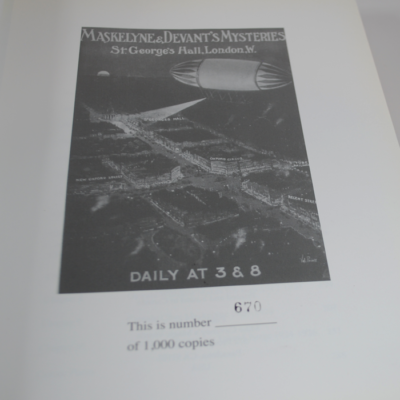 MASKELYNE & DEVANT'S MYSTERIES
St. George's Hall, London. W.
DAILY AT 3 & 8
This is number 670
of 1,000 copies